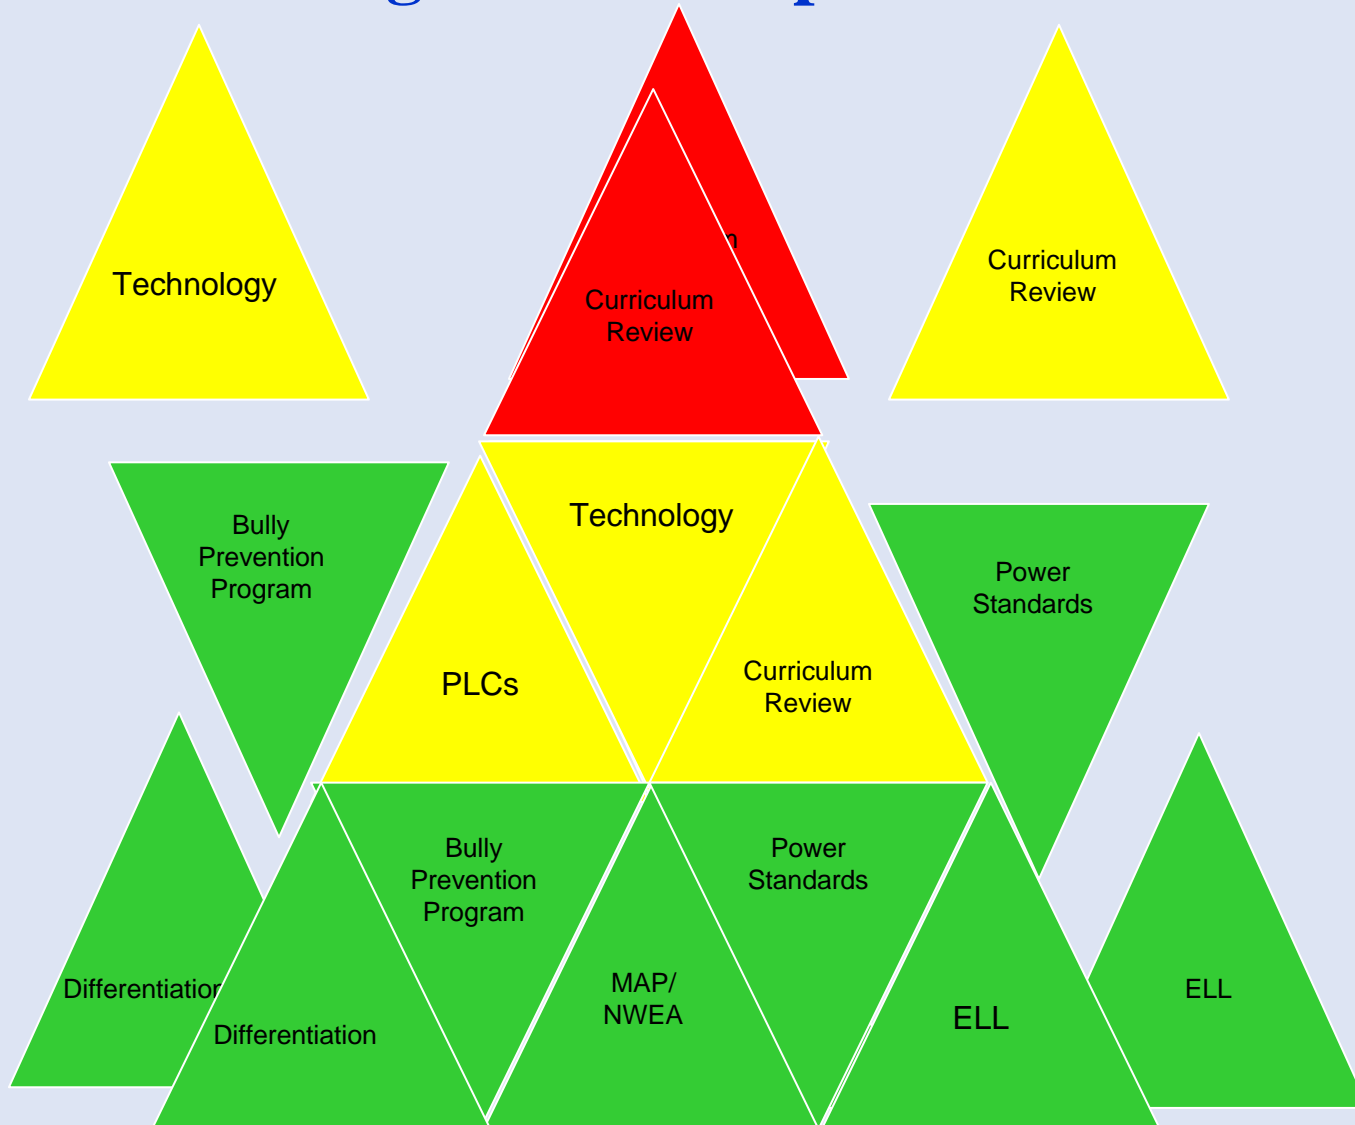 Technology
Curriculum
Review
Curriculum
Review
Bully
Prevention
Program
Technology
Power
Standards
PLCs
Curriculum
Review
Bully
Prevention
Program
Power
Standards
Differentiation
MAP/
NWEA
ELL
ELL
Differentiation